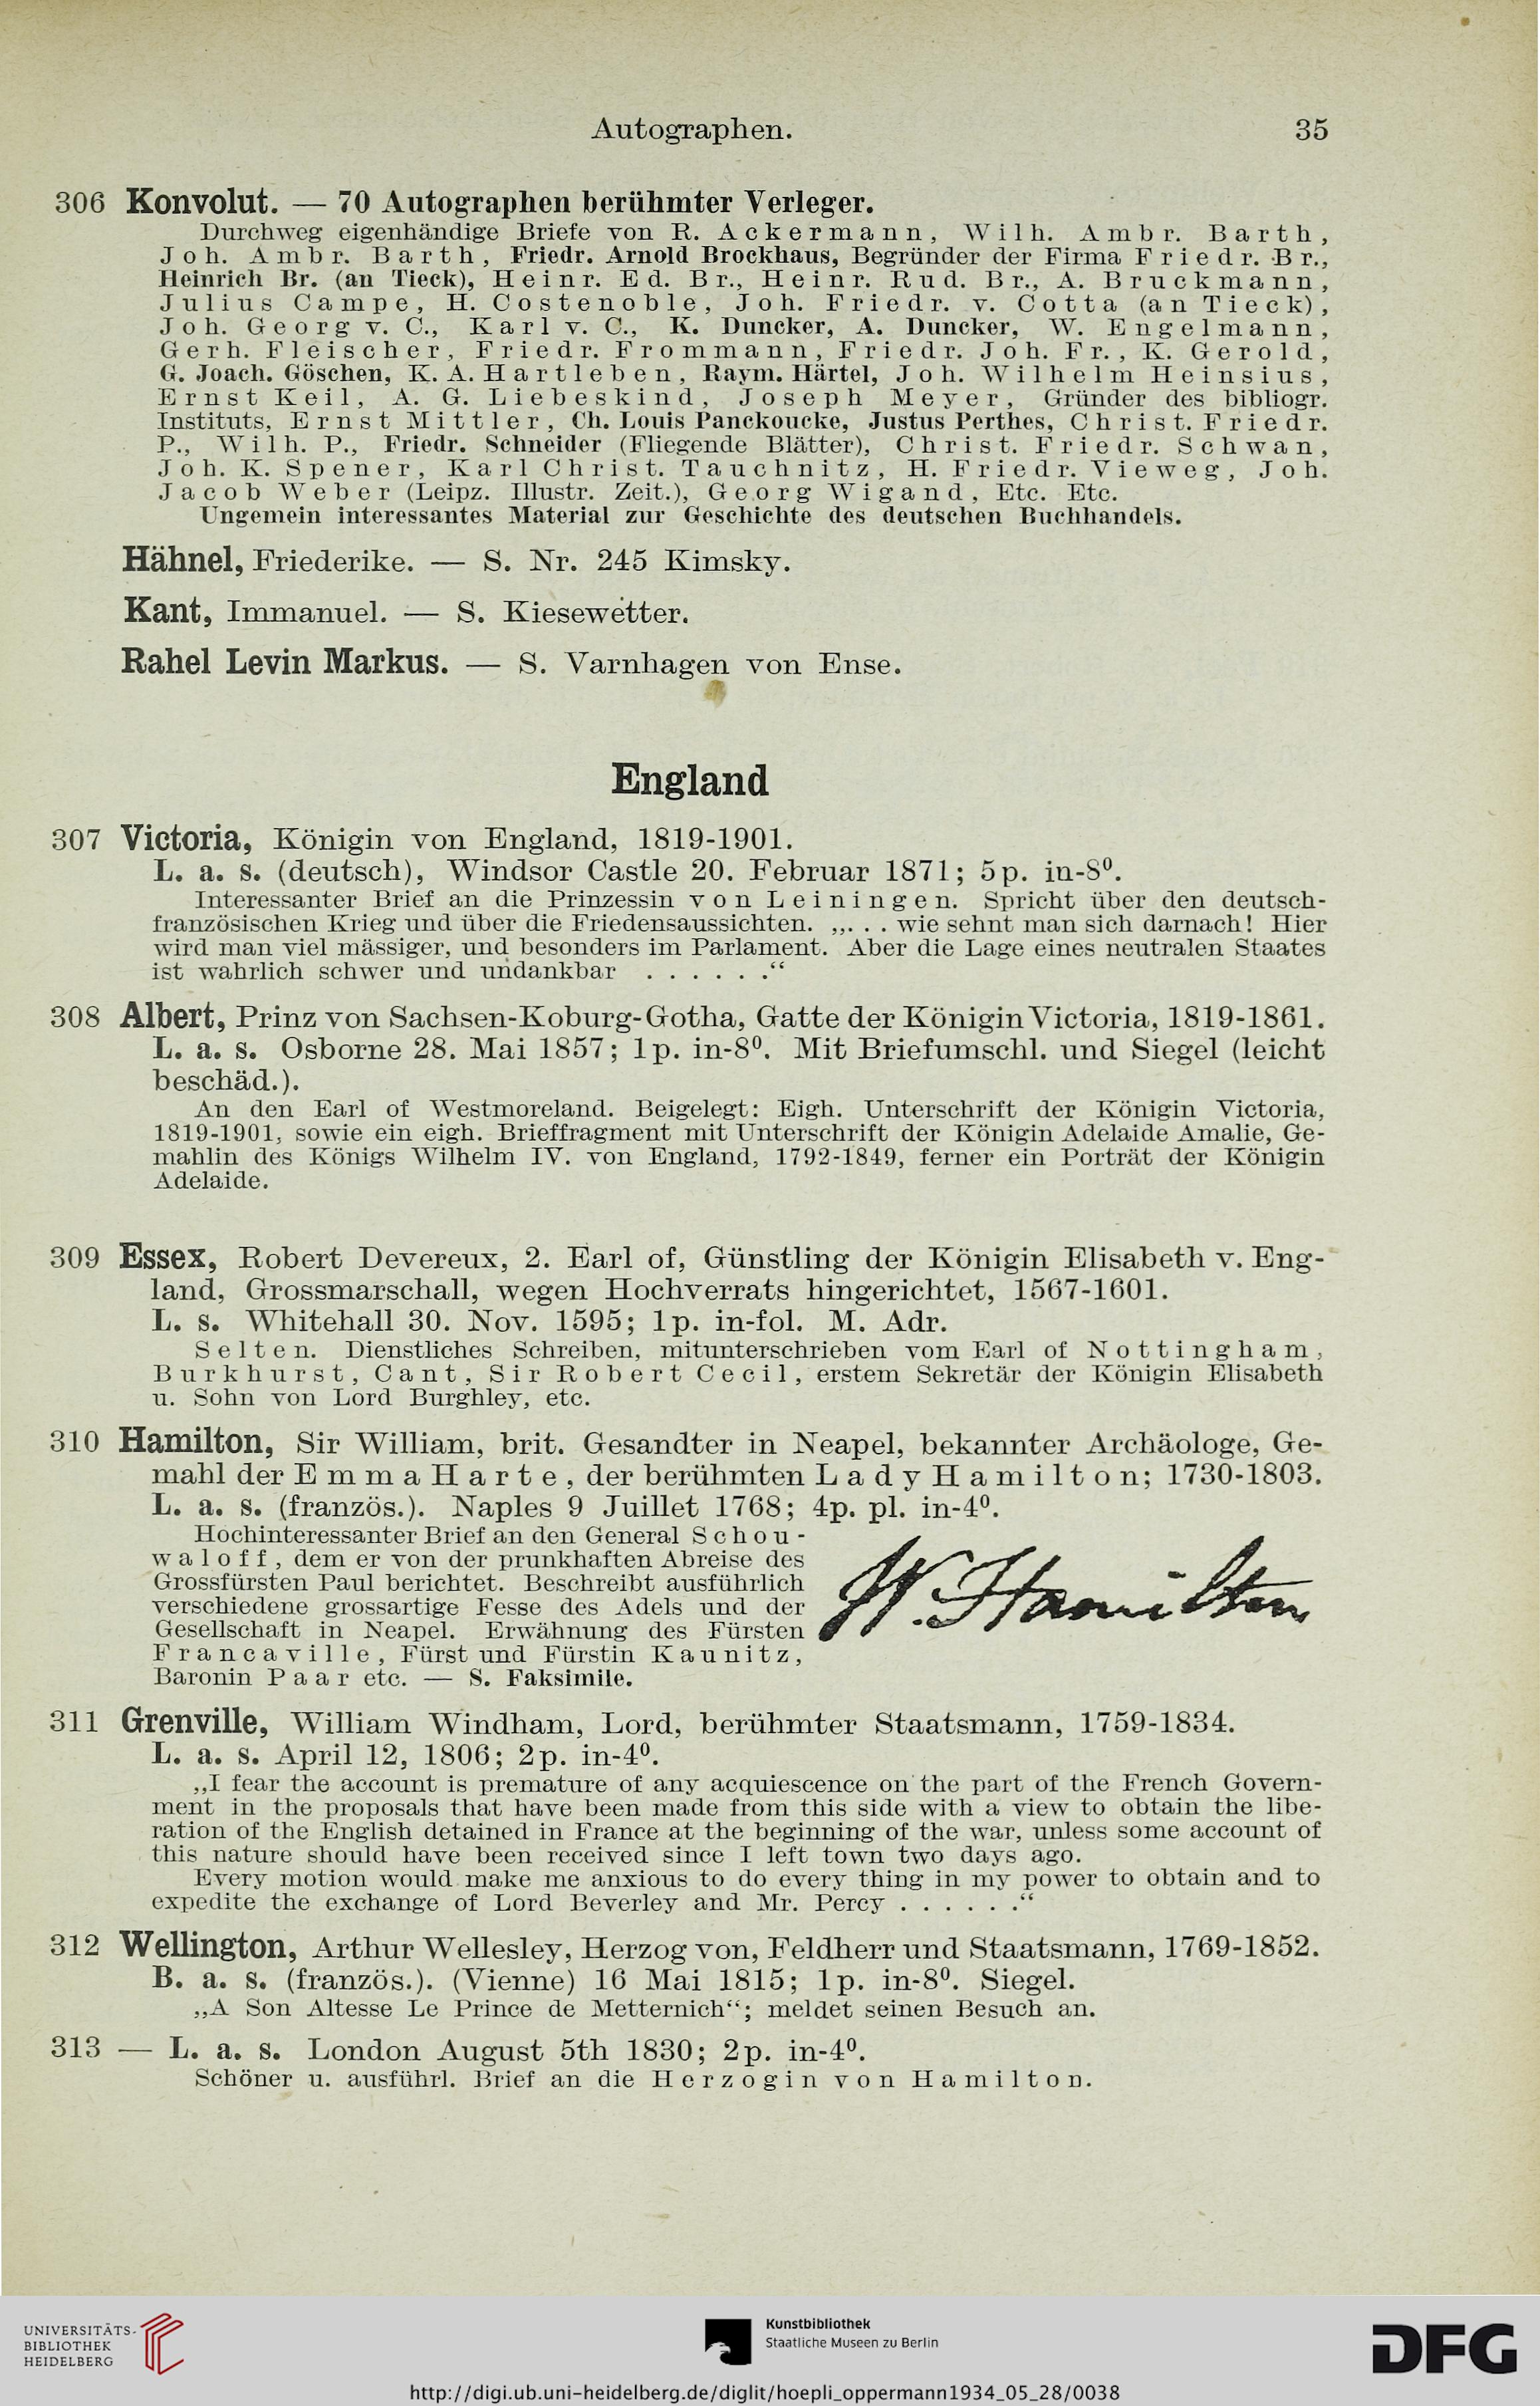 Autographen. 35
306 Konvolut. — 70 Autographen berühmter Verleger.
Durchweg eigenhändige Briefe von R. Ackermann, Wilh. Ambr. Barth,
Joh. Ambr. Barth, Friedr. Arnold Brockhaus, Begründer der Firma Friedr. Br.,
Heinrich Br. (an Tieck), Heinr. Ed. Br., Heinr. Rud. Br., A. Bruckmann,
Julius Campe, H. Costenoble, Joh. Friedr. v. Cotta (an Tieck),
Joh. Georg v. C., Karl v. C., K. Duncker, A. Duncker, W. Engelmann,
Gerh. Fleischer, Friedr. Frommann, Friedr. Joh. Fr., K. Gerold,
G. Joach. Göschen, K. A. Hartleben, Raym. Härtel, Joh. Wilhelm Heinsius,
Ernst Keil, A. G. Liebeskind, Joseph Meyer, Gründer des bibliogr.
Instituts, Ernst Mittler, Ch. Louis Panckoucke, Justus Perthes, Christ. Friedr.
P., Wilh. P., Friedr. Schneider (Fliegende Blätter), Christ. Friedr. Schwan,
Joh. K. Spener, Karl Christ. Tauchnitz, H. Friedr. Vieweg, Joh.
Jacob Weber (Leipz. Illustr. Zeit.), Georg Wigand, Etc. Etc.
Ungemein interessantes Material zur Geschichte des deutschen Buchhandels.
Hähnel, Friederike. — S. Nr. 245 Kimsky.
Kant, Immanuel. — S. Kiesewetter.
Rahel Levin Markus. — S. Varnhagen von Ense.
England
307 Victoria, Königin von England, 1819-1901.
L. a. s. (deutsch), Windsor Castle 20. Februar 1871; 5p. in-8⁰.
Interessanter Brief an die Prinzessin von Leiningen. Spricht über den deutsch-
französischen Krieg und über die Friedensaussichten. „. . . wie sehnt man sich darnach! Hier
wird man viel mässiger, und besonders im Parlament. Aber die Lage eines neutralen Staates
ist wahrlich schwer und undankbar . . . . . .“
308 Albert, Prinz von Sachsen-Koburg-Gotha, Gatte der Königin Victoria, 1819-1861.
L. a. s. Osborne 28. Mai 1857; 1p. in-8⁰. Mit Briefumschl. und Siegel (leicht
beschäd.).
An den Earl of Westmoreland. Beigelegt: Eigh. Unterschrift der Königin Victoria,
1819-1901, sowie ein eigh. Brieffragment mit Unterschrift der Königin Adelaide Amalie, Ge-
mahlin des Königs Wilhelm IV. von England, 1792-1849, ferner ein Porträt der Königin
Adelaide.
309 Essex, Robert Devereux, 2. Earl of, Günstling der Königin Elisabeth v. Eng-
land, Grossmarschall, wegen Hochverrats hingerichtet, 1567-1601.
L. s. Whitehall 30. Nov. 1595; 1p. in-fol. M. Adr.
Selten. Dienstliches Schreiben, mitunterschrieben vom Earl of Nottingham,
Burkhurst, Cant, Sir Robert Cecil, erstem Sekretär der Königin Elisabeth
u. Sohn von Lord Burghley, etc.
310 Hamilton, Sir William, brit. Gesandter in Neapel, bekannter Archäologe, Ge-
mahl der Emma Harte, der berühmten Lady Hamilton; 1730-1803.
L. a. s. (französ.). Naples 9 Juillet 1768; 4p. pl. in-4⁰.
Hochinteressanter Brief an den General Schou-
waloff, dem er von der prunkhaften Abreise des
Grossfürsten Paul berichtet. Beschreibt ausführlich
verschiedene grossartige Fesse des Adels und der
Gesellschaft in Neapel. Erwähnung des Fürsten
Francaville, Fürst und Fürstin Kaunitz,
Baronin Paar etc. — S. Faksimile.
W. Hamilton
311 Grenville, William Windham, Lord, berühmter Staatsmann, 1759-1834.
L. a. s. April 12, 1806; 2p. in-4⁰.
„I fear the account is premature of any acquiescence on the part of the French Govern-
ment in the proposals that have been made from this side with a view to obtain the libe-
ration of the English detained in France at the beginning of the war, unless some account of
this nature should have been received since I left town two days ago.
Every motion would make me anxious to do every thing in my power to obtain and to
expedite the exchange of Lord Beverley and Mr. Percy . . . . . .“
312 Wellington, Arthur Wellesley, Herzog von, Feldherr und Staatsmann, 1769-1852.
B. a. s. (französ.). (Vienne) 16 Mai 1815; 1p. in-8⁰. Siegel.
„A Son Altesse Le Prince de Metternich“; meldet seinen Besuch an.
313 — L. a. s. London August 5th 1830; 2p. in-4⁰.
Schöner u. ausführl. Brief an die Herzogin von Hamilton.
UNIVERSITÄTS-
BIBLIOTHEK
HEIDELBERG
Kunstbibliothek
Staatliche Museen zu Berlin
DFG
http://digi.ub.uni-heidelberg.de/diglit/hoepli_oppermann1934_05_28/0038